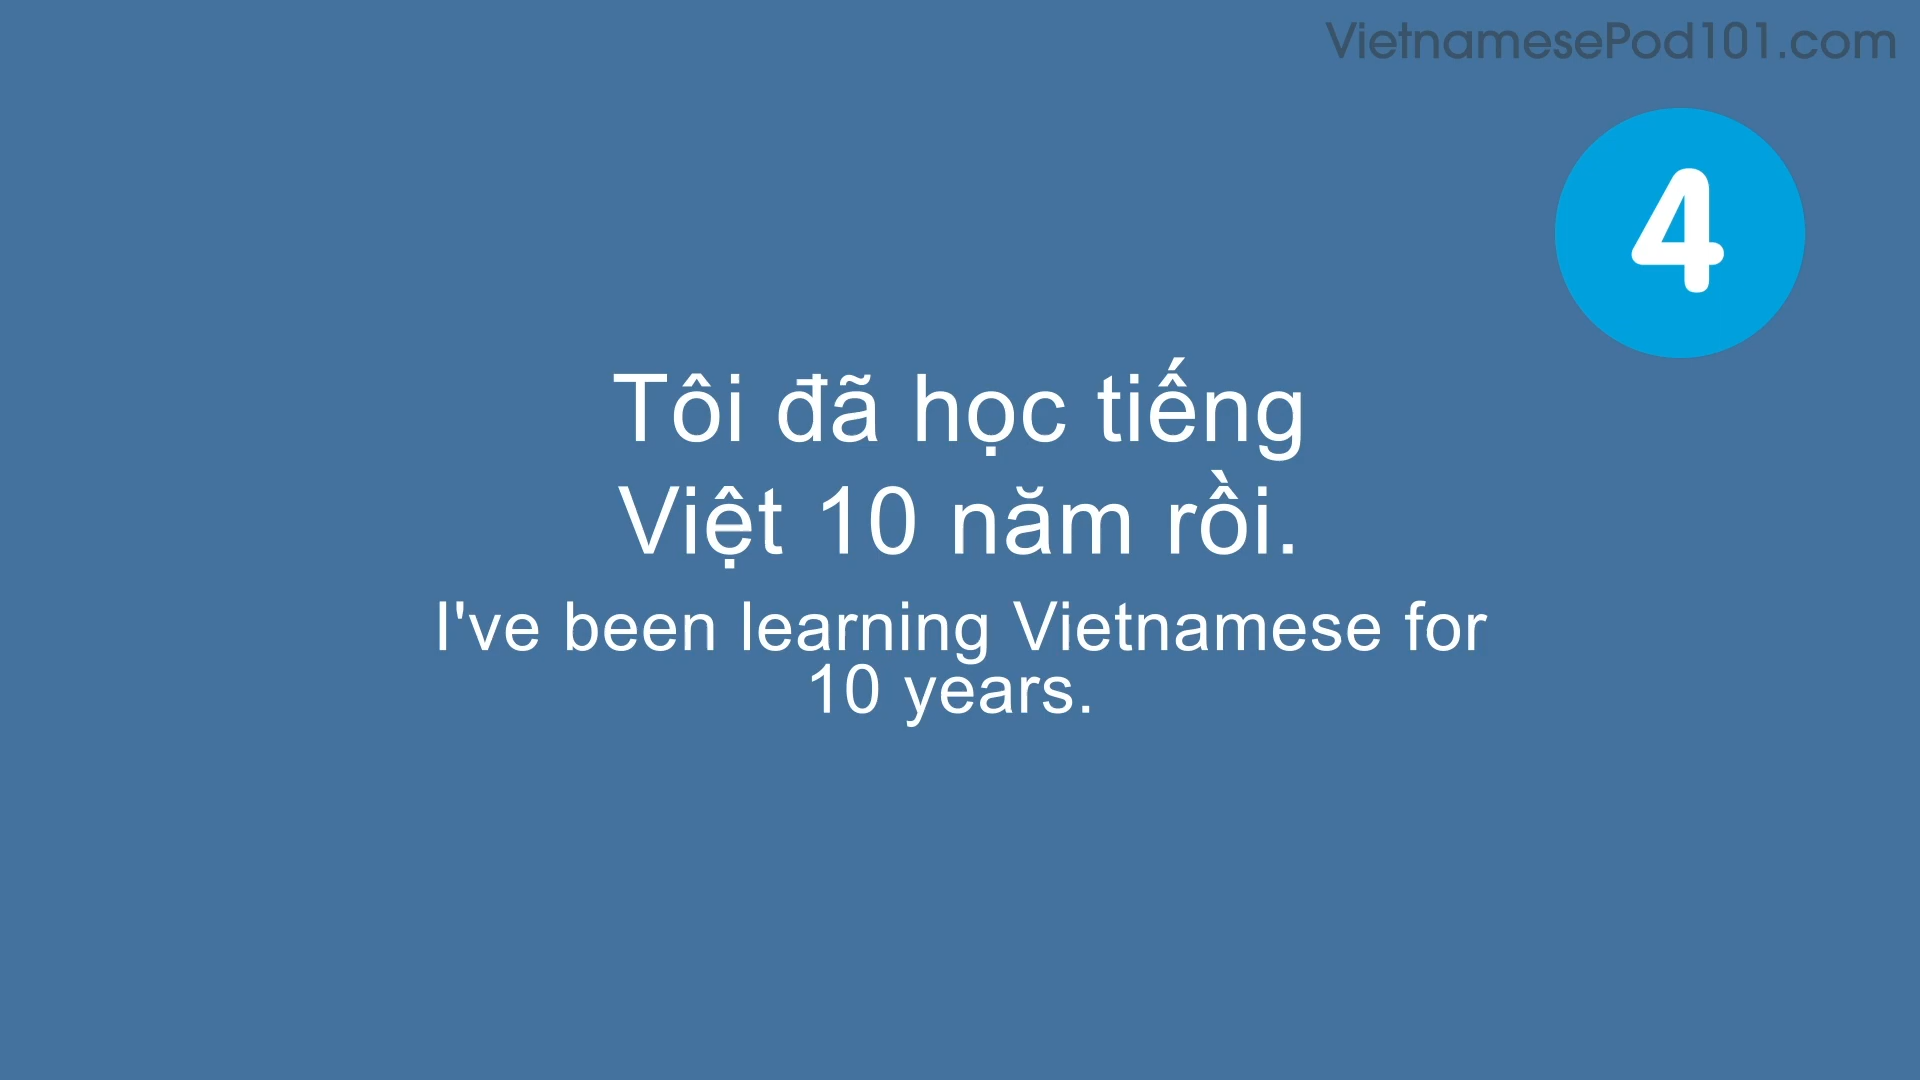 VietnamesePod101.com
4
Tôi đã học tiếng
Việt 10 năm rồi.
I've been learning Vietnamese for
10 years.